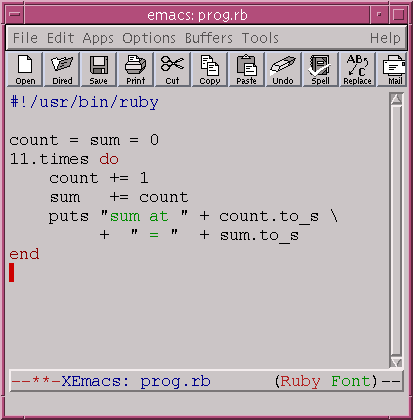 emacs: prog.rb
File Edit Apps Options Buffers Tools Help
Open Dired Save Print Cut Copy Paste Undo Spell Replace Mail
#!/usr/bin/ruby
count = sum = 0
11.times do
    count += 1
    sum   += count
    puts "sum at " + count.to_s \
         +  " = "  + sum.to_s
end
--**-XEmacs: prog.rb      (Ruby Font)--